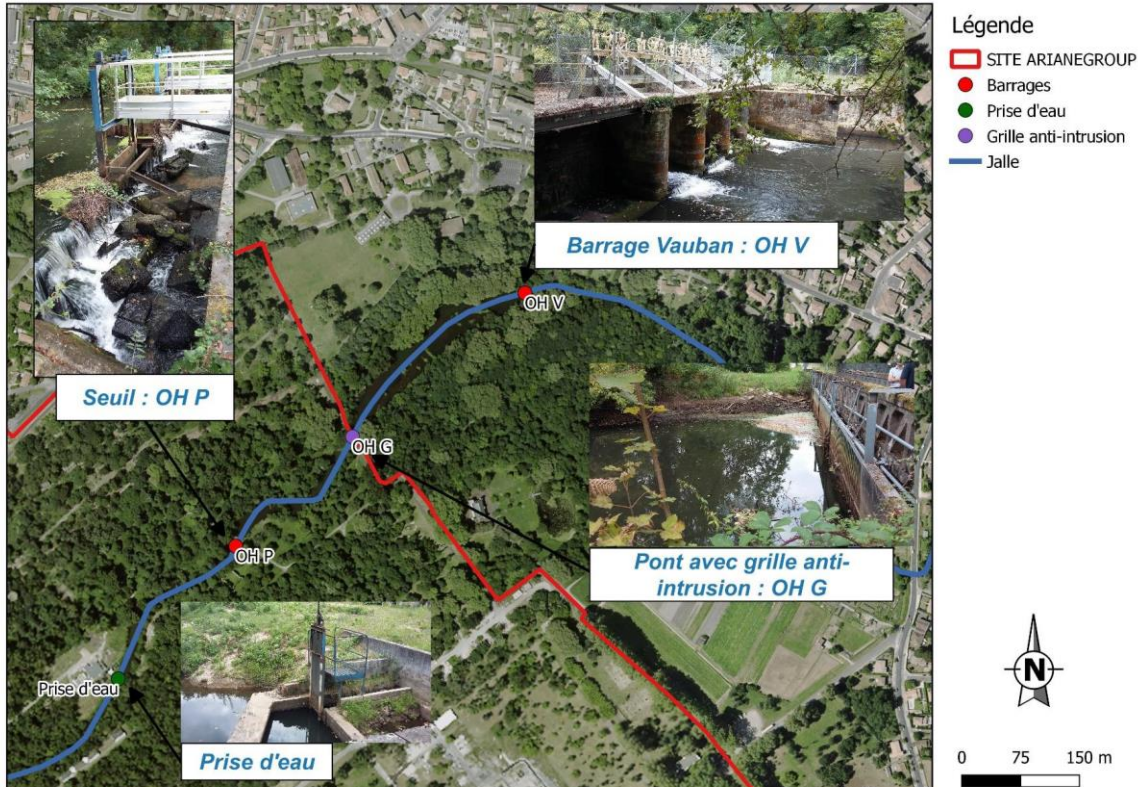 Légende
SITE ARIANEGROUP
Barrages
Prise d'eau
Grille anti-intrusion
Jalle
Barrage Vauban : OH V
OH V
Seuil : OH P
OH G
OH P
Pont avec grille anti-
intrusion : OH G
Prise d'eau
Prise d'eau
N
0 75 150 m